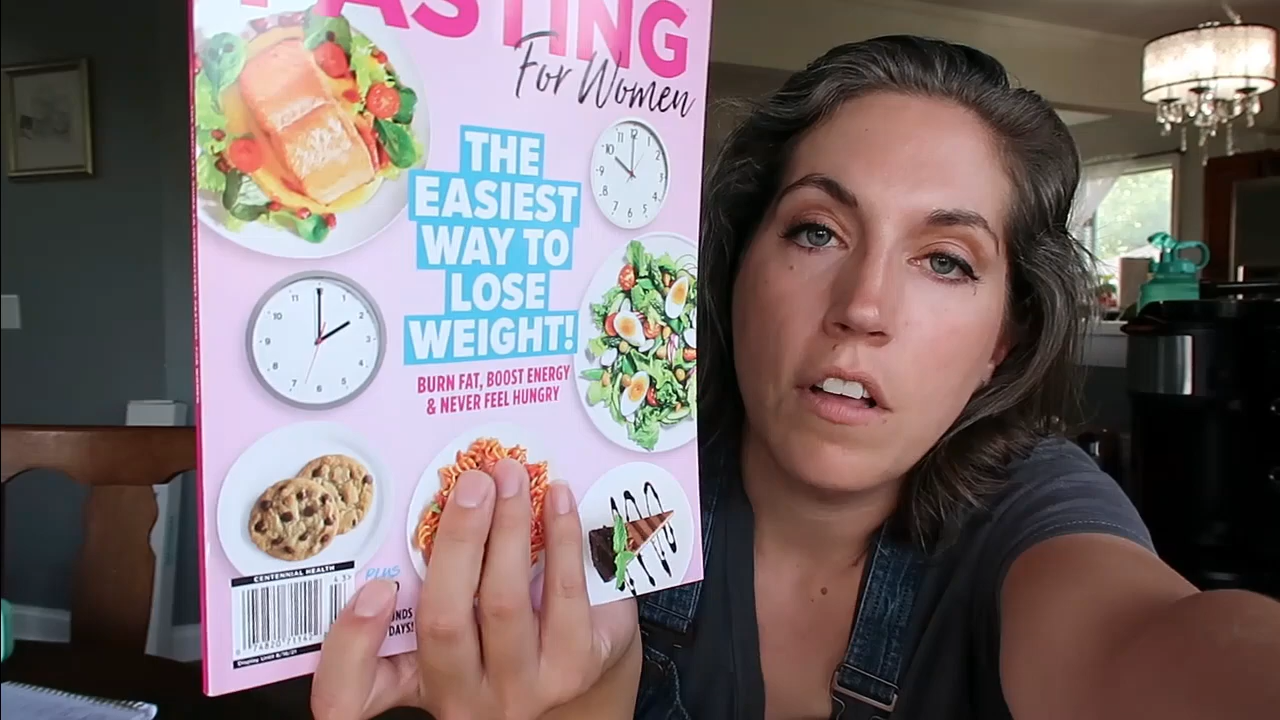 FASTING
For Women
THE
EASIEST
WAY TO
LOSE
WEIGHT!
BURN FAT, BOOST ENERGY
& NEVER FEEL HUNGRY
CENTENNIAL HEALTH
PLUS
DAYS!